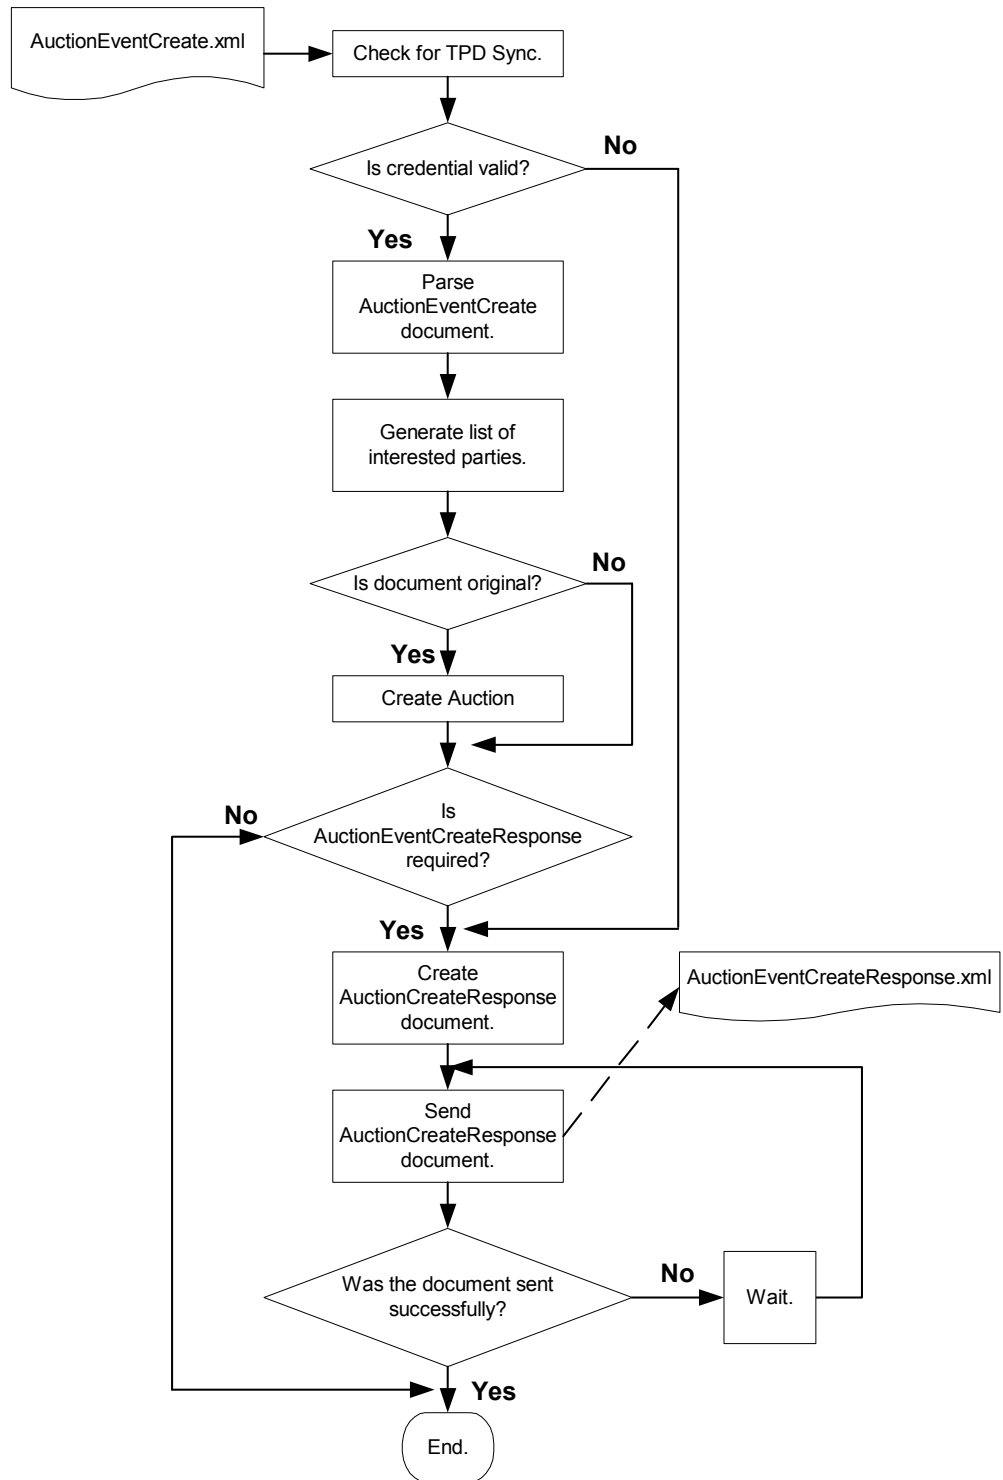 AuctionEventCreate.xml
Check for TPD Sync.
Is credential valid?
No
Yes
Parse
AuctionEventCreate
document.
Generate list of
interested parties.
Is document original?
No
Yes
Create Auction
Is
AuctionEventCreateResponse
required?
No
Yes
Create
AuctionCreateResponse
document.
AuctionEventCreateResponse.xml
Send
AuctionCreateResponse
document.
Was the document sent
successfully?
No
Wait.
Yes
End.